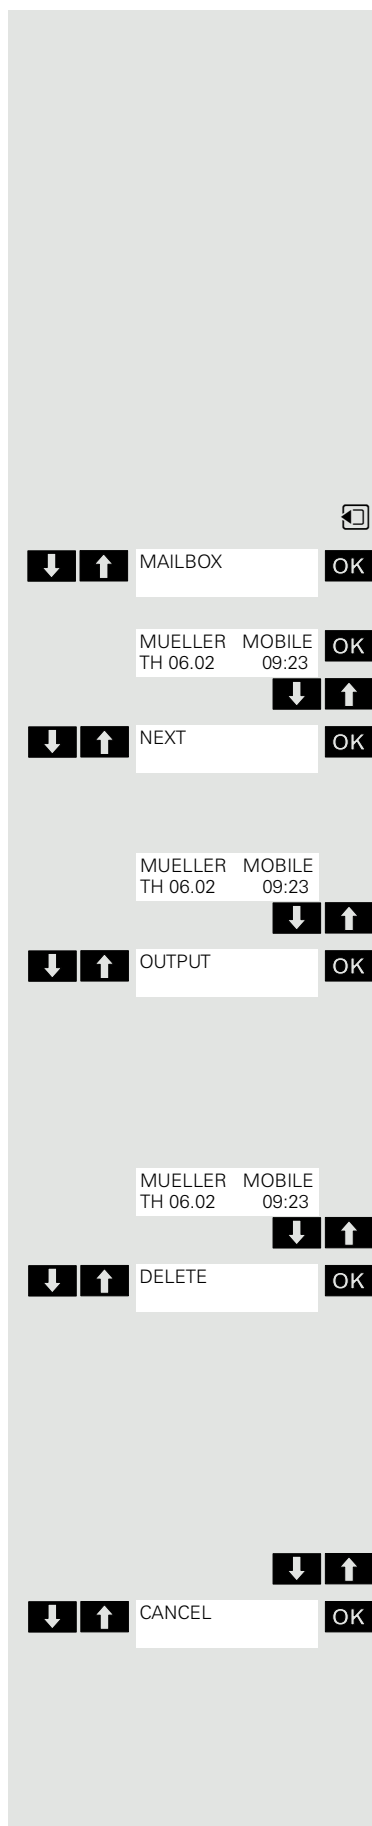 MAILBOX OK
MUELLER MOBILE OK
TH 06.02 09:23
NEXT OK
MUELLER MOBILE
TH 06.02 09:23
OUTPUT OK
MUELLER MOBILE
TH 06.02 09:23
DELETE OK
CANCEL OK